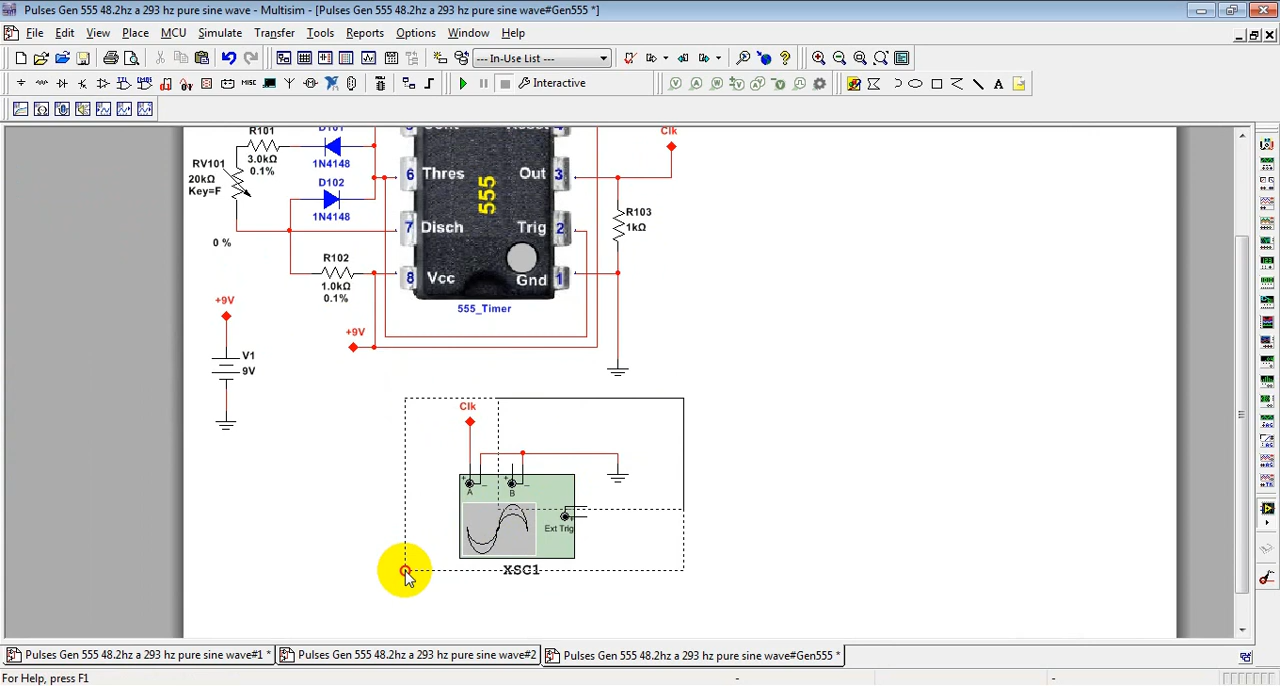 Pulses Gen 555 48.2hz a 293 hz pure sine wave - Multisim - [Pulses Gen 555 48.2hz a 293 hz pure sine wave#Gen555 *]
File Edit View Place MCU Simulate Transfer Tools Reports Options Window Help
--- In-Use List ---
MISC
Interactive
R101
3.0kΩ
0.1%
D101
1N4148
RV101
20kΩ
Key=F
0 %
D102
1N4148
R102
1.0kΩ
0.1%
5 Cont
Reset 4
6 Thres
Out 3
7 Disch
Trig 2
8 Vcc
Gnd 1
555
555_Timer
Clk
R103
1kΩ
+9V
+9V
V1
9V
Clk
A
B
Ext Trig
XSC1
Pulses Gen 555 48.2hz a 293 hz pure sine wave#1 *
Pulses Gen 555 48.2hz a 293 hz pure sine wave#2
Pulses Gen 555 48.2hz a 293 hz pure sine wave#Gen555 *
For Help, press F1